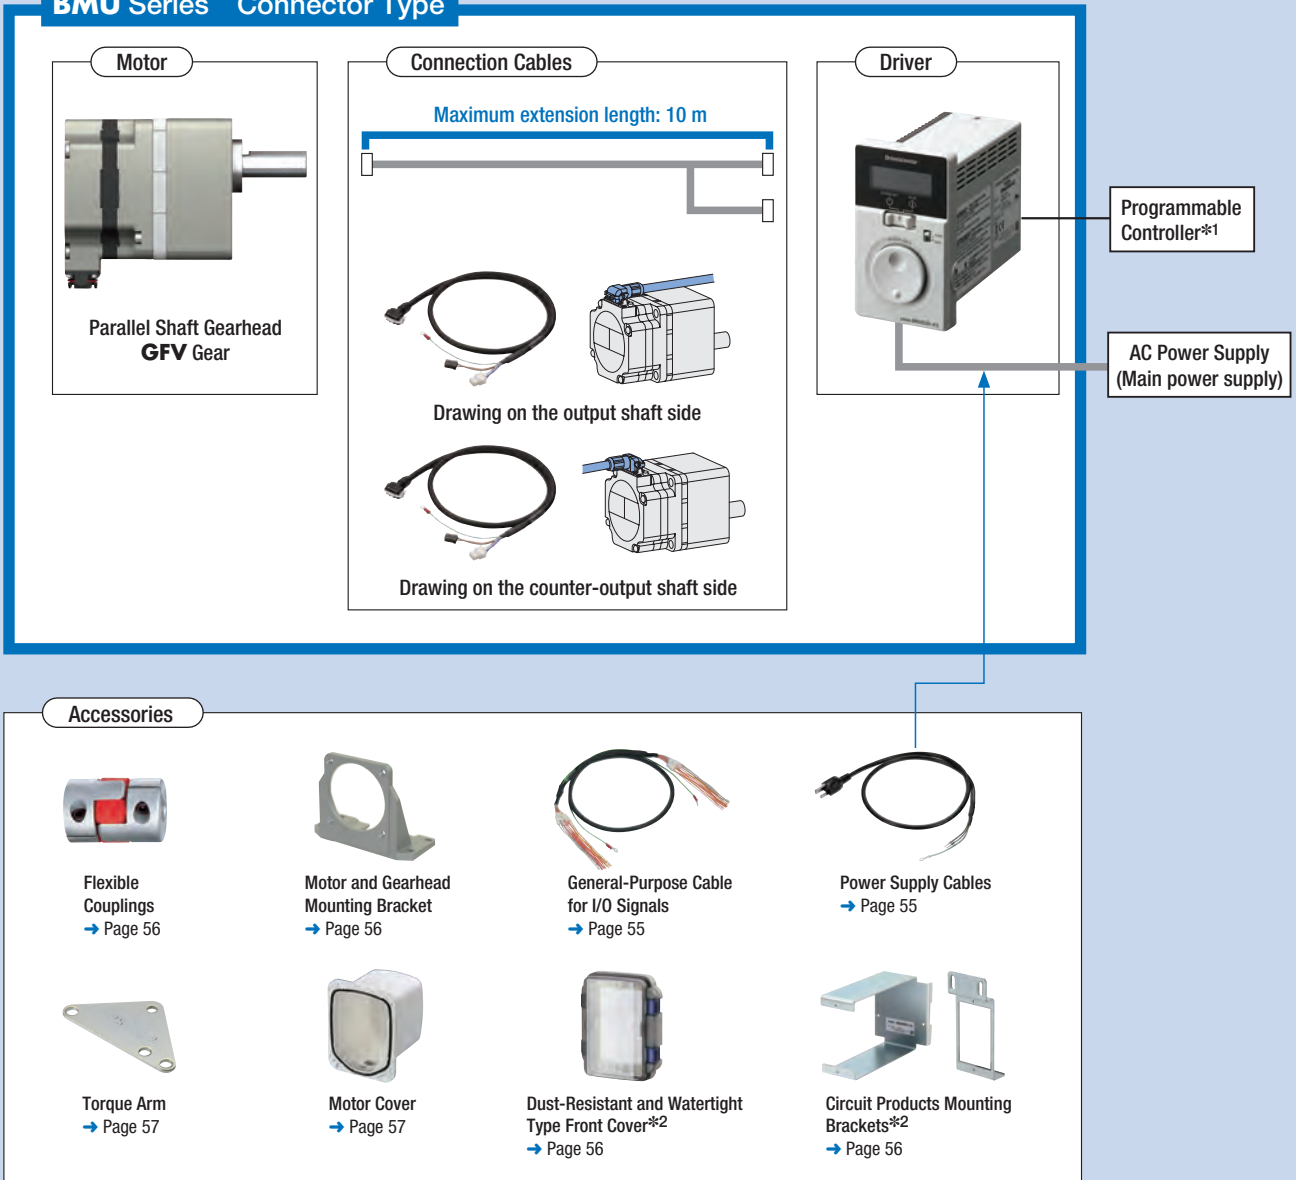 BMU Series Connector Type
Motor
Parallel Shaft Gearhead
GFV Gear
Connection Cables
Maximum extension length: 10 m
Drawing on the output shaft side
Drawing on the counter-output shaft side
Driver
Programmable
Controller*1
AC Power Supply
(Main power supply)
Accessories
Flexible
Couplings
➜ Page 56
Motor and Gearhead
Mounting Bracket
➜ Page 56
General-Purpose Cable
for I/O Signals
➜ Page 55
Power Supply Cables
➜ Page 55
Torque Arm
➜ Page 57
Motor Cover
➜ Page 57
Dust-Resistant and Watertight
Type Front Cover*2
➜ Page 56
Circuit Products Mounting
Brackets*2
➜ Page 56